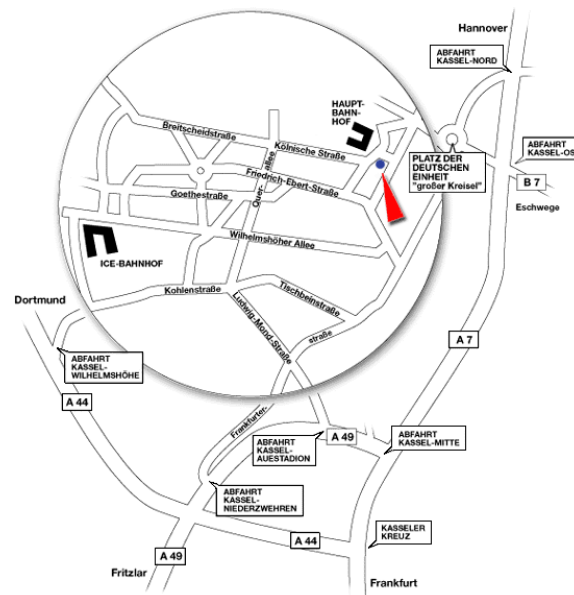 Hannover
ABFAHRT
KASSEL-NORD
HAUPT-
BAHN-
HOF
Breitscheidstraße
Kölnische Straße
PLATZ DER
DEUTSCHEN
EINHEIT
"großer Kreisel"
ABFAHRT
KASSEL-OS
B 7
Eschwege
Friedrich-Ebert-Straße
Quer-
allee
Goethestraße
Wilhelmshöher Allee
ICE-BAHNHOF
Kohlenstraße
Tischbeinstraße
Dortmund
Ludwig-Mond-Straße
straße
A 7
ABFAHRT
KASSEL-
WILHELMSHÖHE
A 44
Frankfurter-
ABFAHRT
KASSEL-
AUESTADION
A 49
ABFAHRT
KASSEL-MITTE
ABFAHRT
KASSEL-
NIEDERZWEHREN
KASSELER
KREUZ
A 44
A 49
Fritzlar
Frankfurt